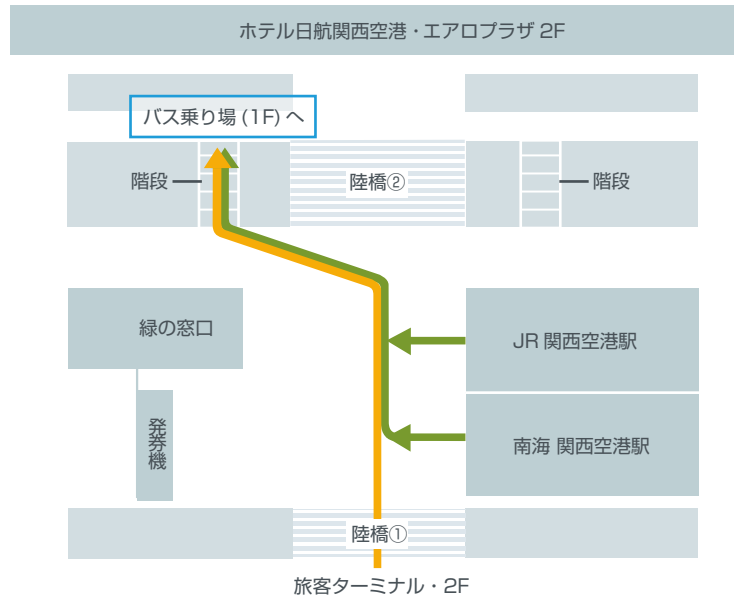 ホテル日航関西空港・エアロプラザ 2F
バス乗り場 (1F) へ
階段
陸橋②
階段
緑の窓口
JR 関西空港駅
発券機
南海 関西空港駅
陸橋①
旅客ターミナル・2F